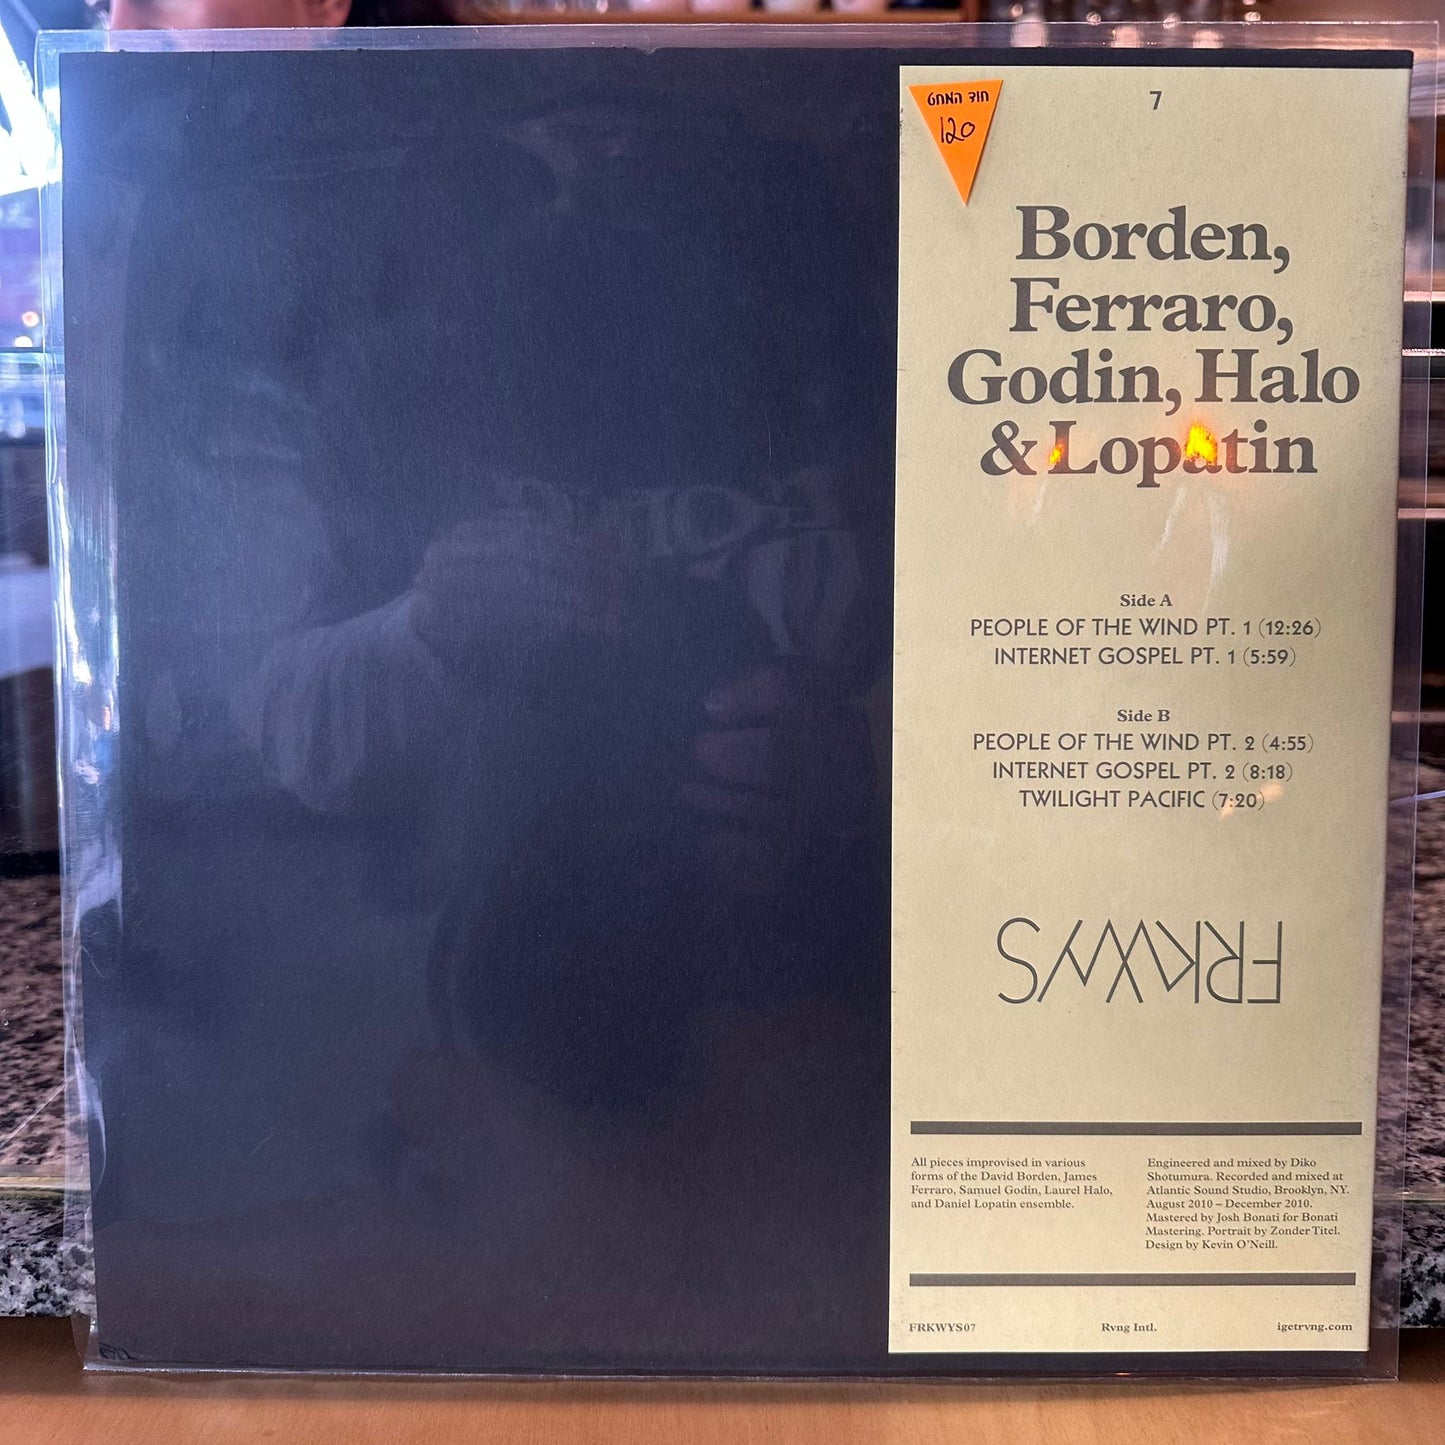 חוד המחט
120
7
Borden,
Ferraro,
Godin, Halo
& Lopatin
Side A
PEOPLE OF THE WIND PT. 1 (12:26)
INTERNET GOSPEL PT. 1 (5:59)
Side B
PEOPLE OF THE WIND PT. 2 (4:55)
INTERNET GOSPEL PT. 2 (8:18)
TWILIGHT PACIFIC (7:20)
FRKWYS
All pieces improvised in various
forms of the David Borden, James
Ferraro, Samuel Godin, Laurel Halo,
and Daniel Lopatin ensemble.
Engineered and mixed by Diko
Shotumura. Recorded and mixed at
Atlantic Sound Studio, Brooklyn, NY.
August 2010 – December 2010.
Mastered by Josh Bonati for Bonati
Mastering. Portrait by Zonder Titel.
Design by Kevin O'Neill.
FRKWYS07
Rvng Intl.
igetrvng.com